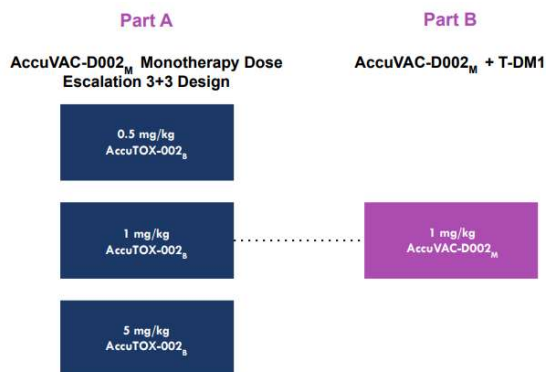 Part A
AccuVAC-D002M Monotherapy Dose
Escalation 3+3 Design
0.5 mg/kg
AccuTOX-002B
1 mg/kg
AccuTOX-002B
5 mg/kg
AccuTOX-002B
Part B
AccuVAC-D002M + T-DM1
1 mg/kg
AccuVAC-D002M